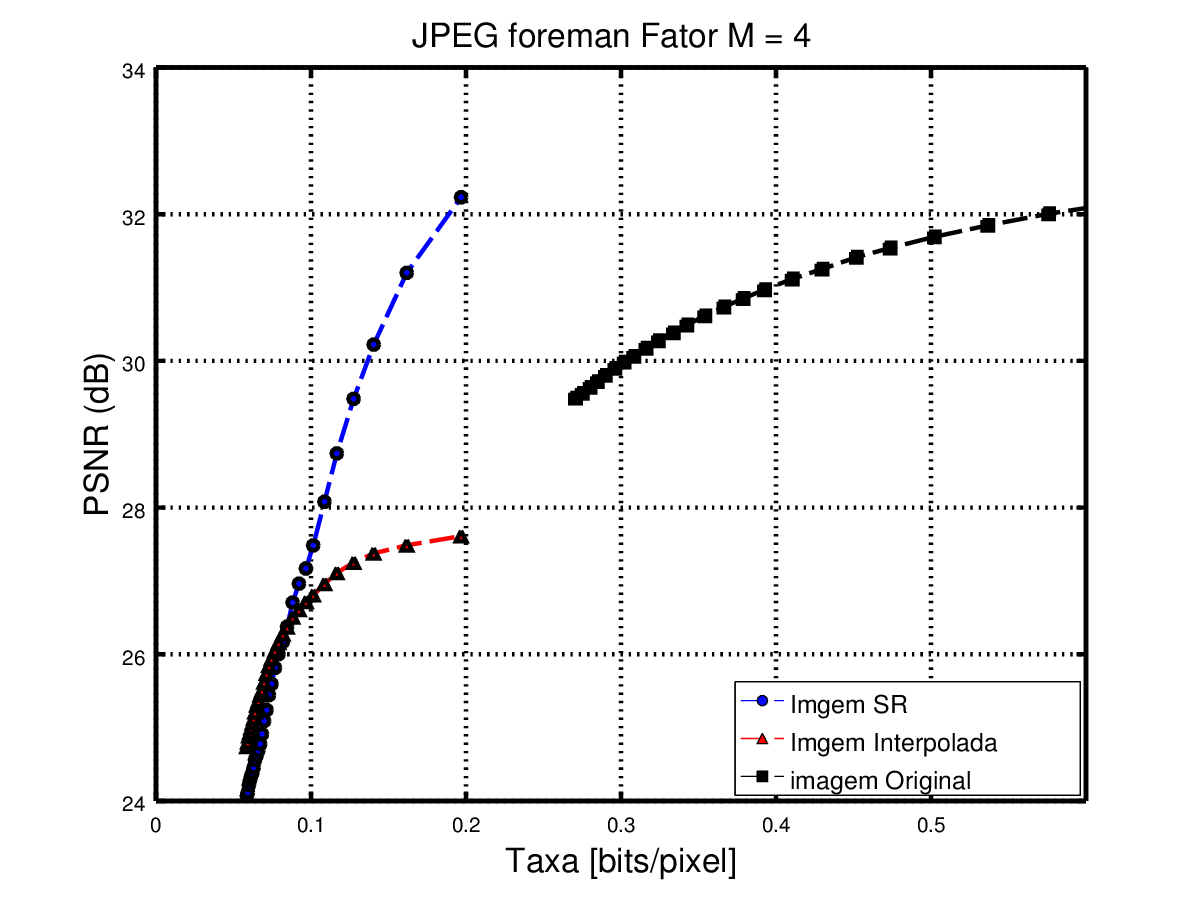 JPEG foreman Fator M = 4
34
32
30
28
26
24
PSNR (dB)
0 0.1 0.2 0.3 0.4 0.5
Taxa [bits/pixel]
Imgem SR
Imgem Interpolada
imagem Original